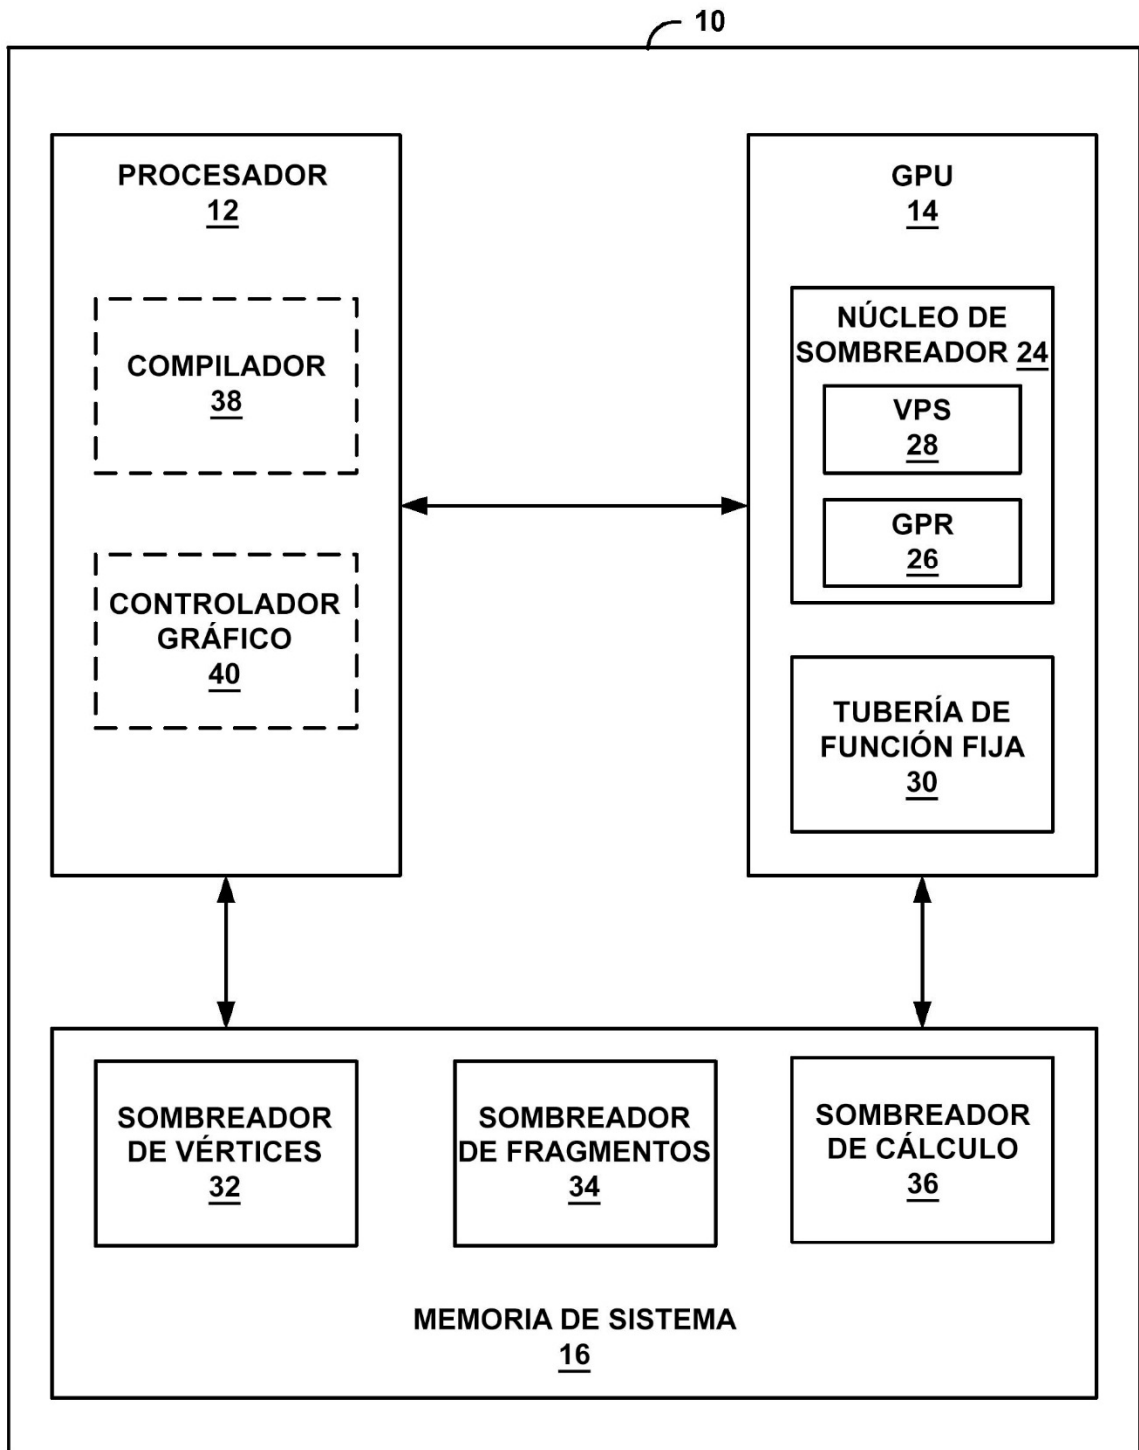 10
PROCESADOR
12
COMPILADOR
38
CONTROLADOR
GRÁFICO
40
GPU
14
NÚCLEO DE
SOMBREADOR 24
VPS
28
GPR
26
TUBERÍA DE
FUNCIÓN FIJA
30
SOMBREADOR
DE VÉRTICES
32
SOMBREADOR
DE FRAGMENTOS
34
SOMBREADOR
DE CÁLCULO
36
MEMORIA DE SISTEMA
16